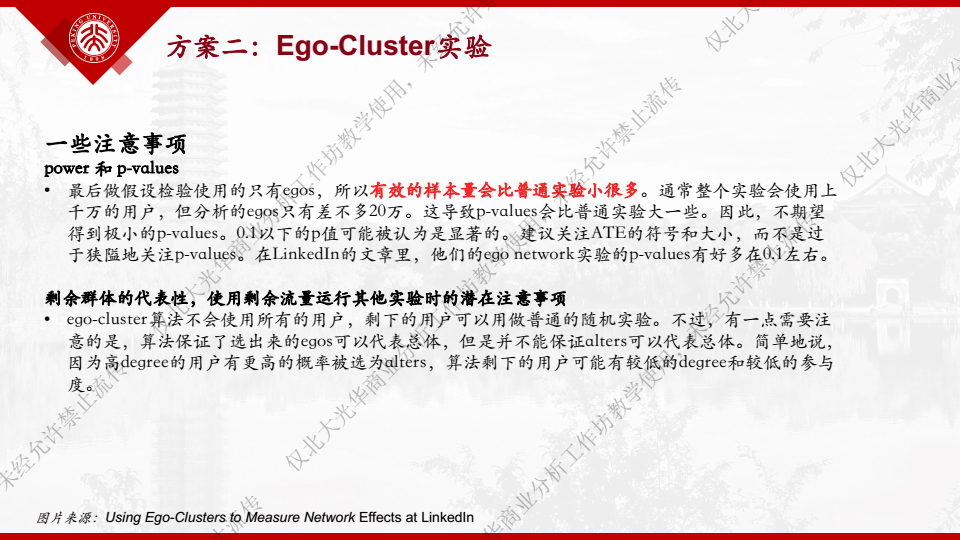 方案二：Ego-Cluster实验
一些注意事项
power 和 p-values
• 最后做假设检验使用的只有egos，所以有效的样本量会比普通实验小很多。通常整个实验会使用上
千万的用户，但分析的egos只有差不多20万。这导致p-values会比普通实验大一些。因此，不期望
得到极小的p-values。0.1以下的p值可能被认为是显著的。建议关注ATE的符号和大小，而不是过
于狭隘地关注p-values。在LinkedIn的文章里，他们的ego network实验的p-values有好多在0.1左右。
剩余群体的代表性，使用剩余流量运行其他实验时的潜在注意事项
• ego-cluster算法不会使用所有的用户，剩下的用户可以用做普通的随机实验。不过，有一点需要注
意的是，算法保证了选出来的egos可以代表总体，但是并不能保证alters可以代表总体。简单地说，
因为高degree的用户有更高的概率被选为alters，算法剩下的用户可能有较低的degree和较低的参与
度。
图片来源：Using Ego-Clusters to Measure Network Effects at LinkedIn
仅北大光华商业分析工作坊教学使用，未经允许禁止流传